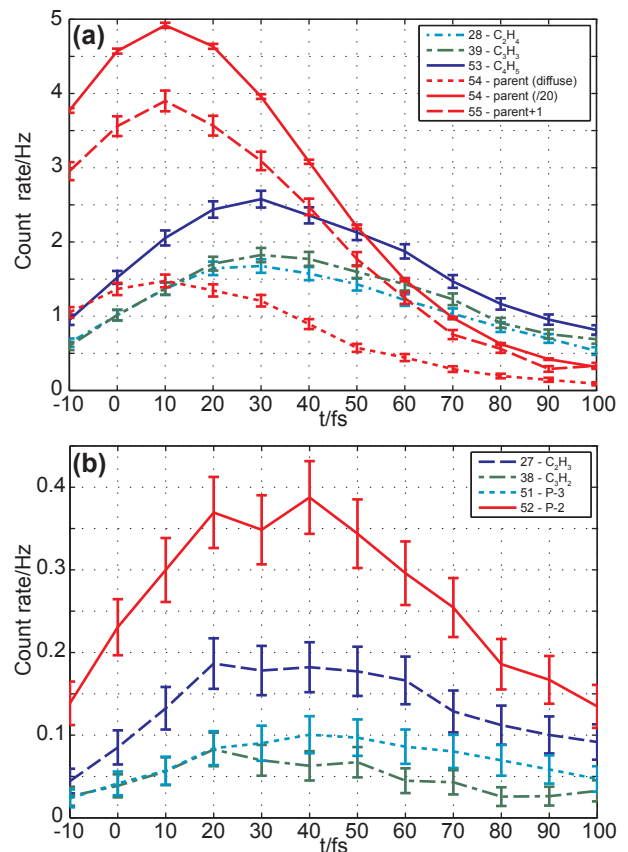 (a)
28 - C₂H₄
39 - C₃H₃
53 - C₄H₅
54 - parent (diffuse)
54 - parent (/20)
55 - parent+1
5
4
3
2
1
0
Count rate/Hz
-10 0 10 20 30 40 50 60 70 80 90 100
t/fs
(b)
27 - C₂H₃
38 - C₃H₂
51 - P-3
52 - P-2
0.4
0.3
0.2
0.1
0
Count rate/Hz
-10 0 10 20 30 40 50 60 70 80 90 100
t/fs